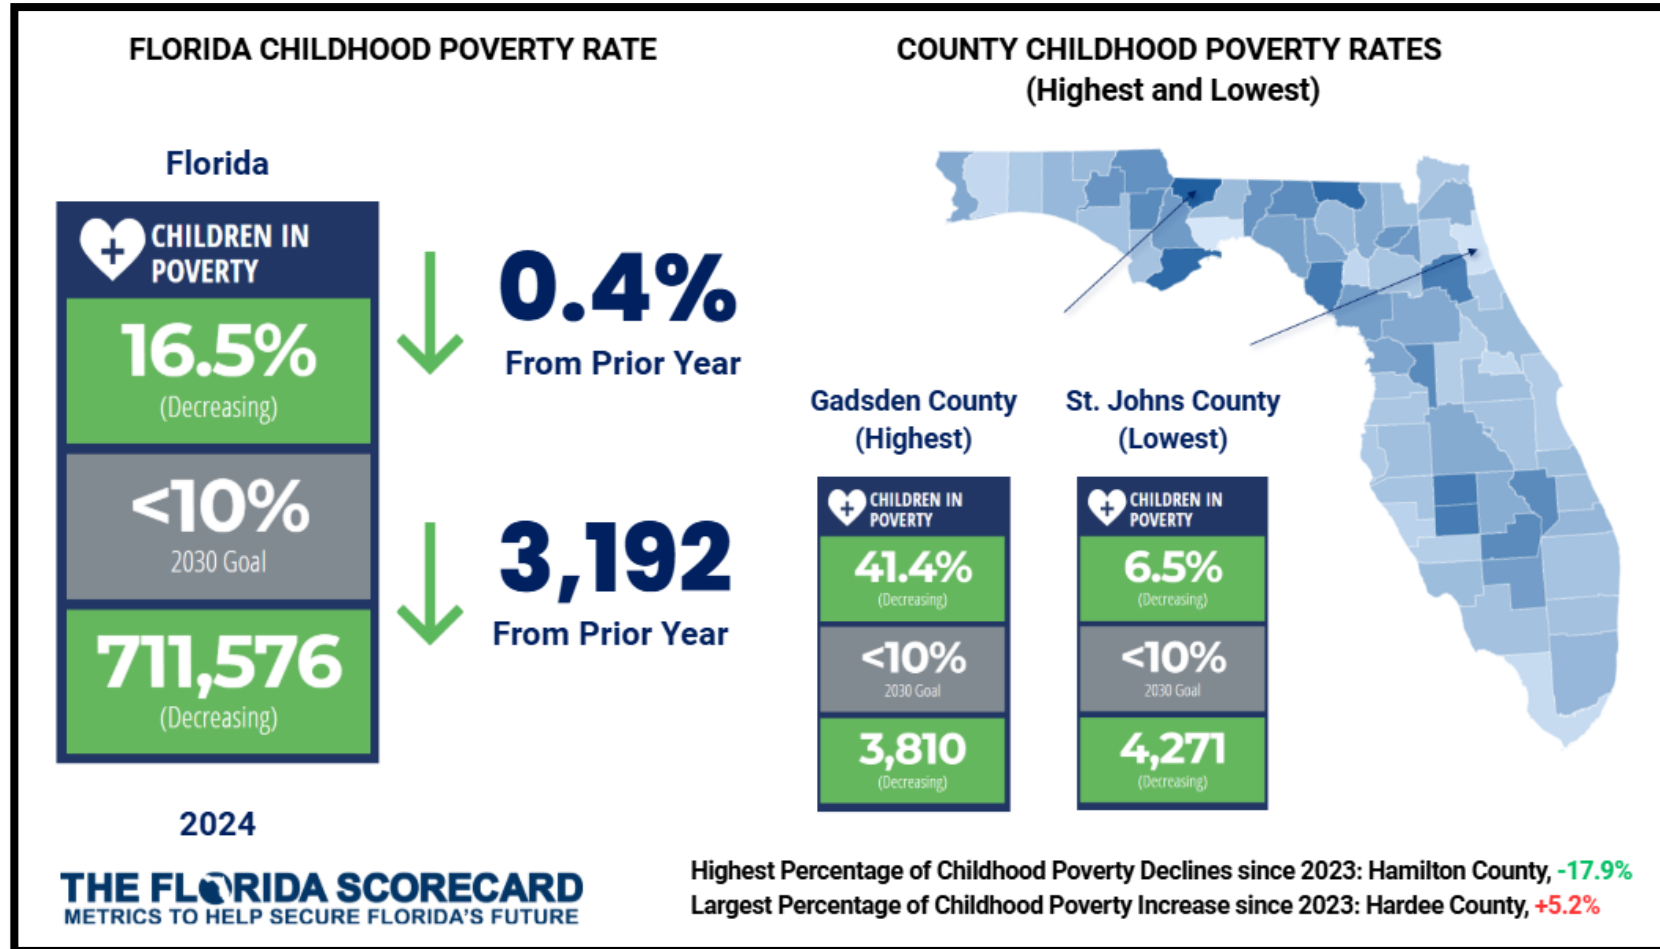 FLORIDA CHILDHOOD POVERTY RATE
Florida
CHILDREN IN
POVERTY
16.5%
(Decreasing)
<10%
2030 Goal
711,576
(Decreasing)
2024
0.4%
From Prior Year
3,192
From Prior Year
THE FLORIDA SCORECARD
METRICS TO HELP SECURE FLORIDA'S FUTURE
COUNTY CHILDHOOD POVERTY RATES
(Highest and Lowest)
Gadsden County
(Highest)
CHILDREN IN
POVERTY
41.4%
(Decreasing)
<10%
2030 Goal
3,810
(Decreasing)
St. Johns County
(Lowest)
CHILDREN IN
POVERTY
6.5%
(Decreasing)
<10%
2030 Goal
4,271
(Decreasing)
Highest Percentage of Childhood Poverty Declines since 2023: Hamilton County, -17.9%
Largest Percentage of Childhood Poverty Increase since 2023: Hardee County, +5.2%